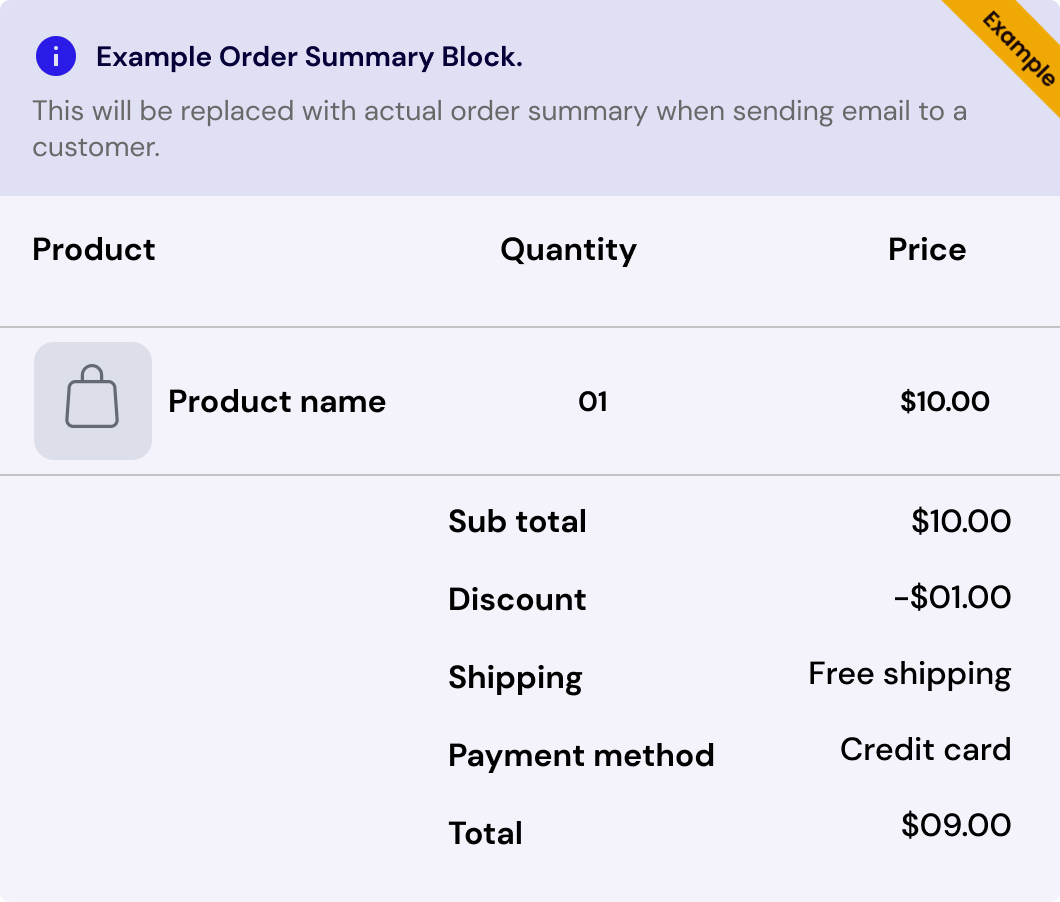 Example
Example Order Summary Block.
This will be replaced with actual order summary when sending email to a
customer.
Product Quantity Price
Product name 01 $10.00
Sub total $10.00
Discount -$01.00
Shipping Free shipping
Payment method Credit card
Total $09.00